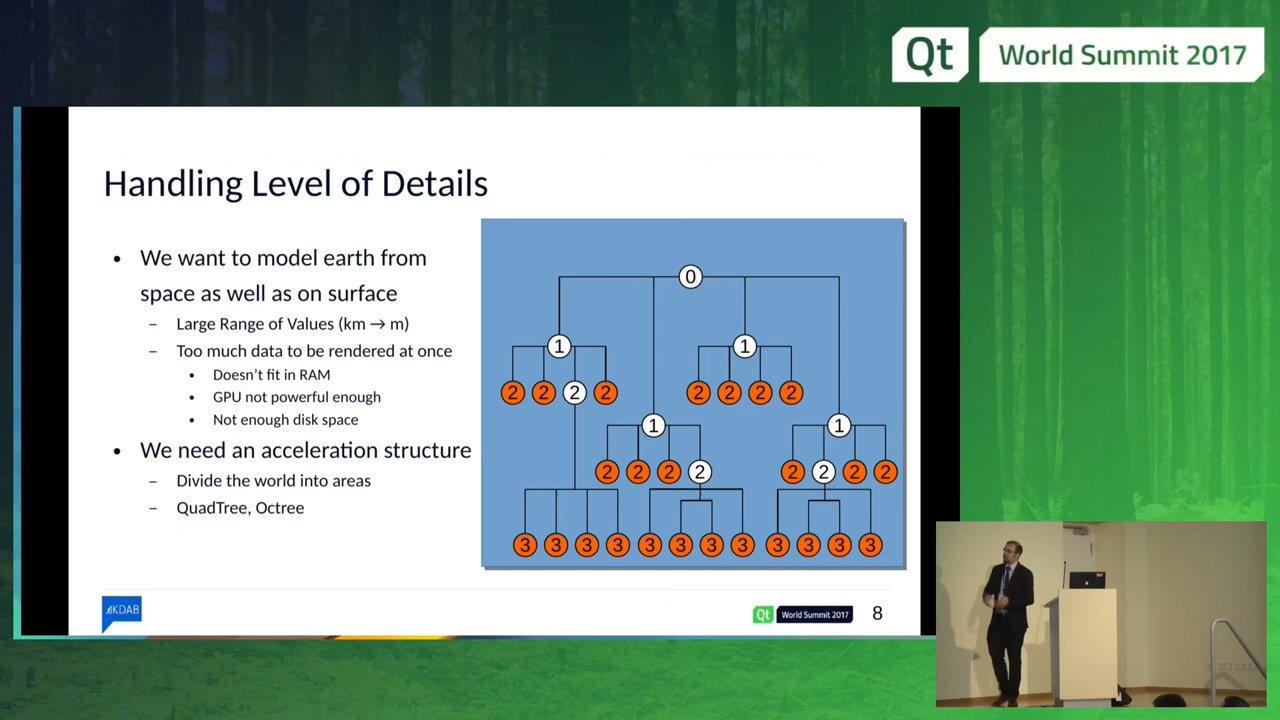 Qt World Summit 2017
Handling Level of Details
• We want to model earth from
space as well as on surface
– Large Range of Values (km → m)
– Too much data to be rendered at once
• Doesn't fit in RAM
• GPU not powerful enough
• Not enough disk space
• We need an acceleration structure
– Divide the world into areas
– QuadTree, Octree
0
1 1
2 2 2 2 2 2 2 2
1 1
2 2 2 2 2 2 2 2
3 3 3 3 3 3 3 3 3 3 3 3
KDAB
Qt World Summit 2017 8